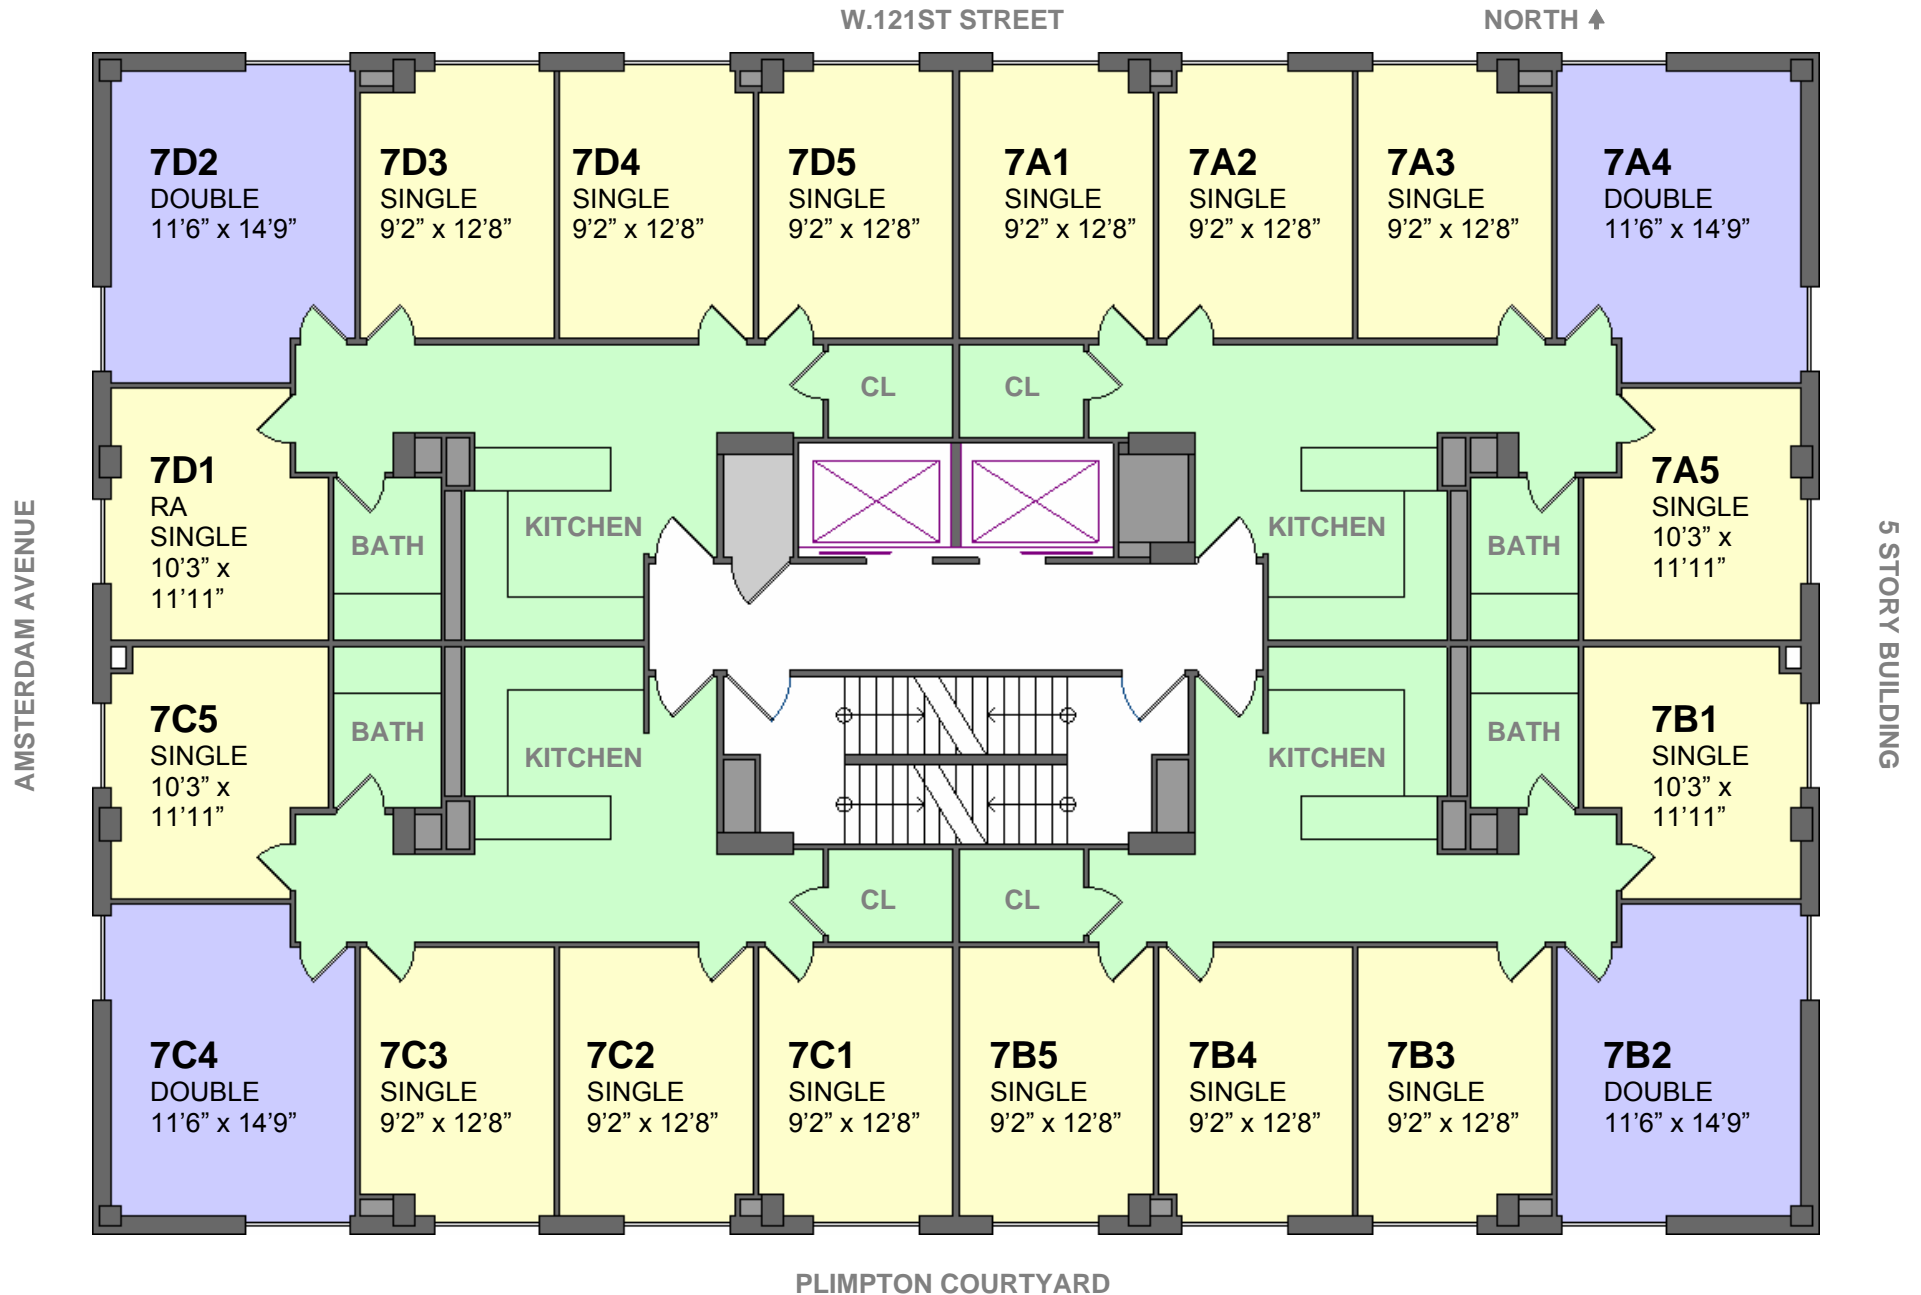 W.121ST STREET
NORTH
7D2
DOUBLE
11’6” x 14’9”
7D3
SINGLE
9’2” x 12’8”
7D4
SINGLE
9’2” x 12’8”
7D5
SINGLE
9’2” x 12’8”
7A1
SINGLE
9’2” x 12’8”
7A2
SINGLE
9’2” x 12’8”
7A3
SINGLE
9’2” x 12’8”
7A4
DOUBLE
11’6” x 14’9”
CL
CL
7D1
RA
SINGLE
10’3” x
11’11”
BATH
KITCHEN
KITCHEN
BATH
7A5
SINGLE
10’3” x
11’11”
AMSTERDAM AVENUE
5 STORY BUILDING
7C5
SINGLE
10’3” x
11’11”
BATH
KITCHEN
KITCHEN
BATH
7B1
SINGLE
10’3” x
11’11”
CL
CL
7C4
DOUBLE
11’6” x 14’9”
7C3
SINGLE
9’2” x 12’8”
7C2
SINGLE
9’2” x 12’8”
7C1
SINGLE
9’2” x 12’8”
7B5
SINGLE
9’2” x 12’8”
7B4
SINGLE
9’2” x 12’8”
7B3
SINGLE
9’2” x 12’8”
7B2
DOUBLE
11’6” x 14’9”
PLIMPTON COURTYARD